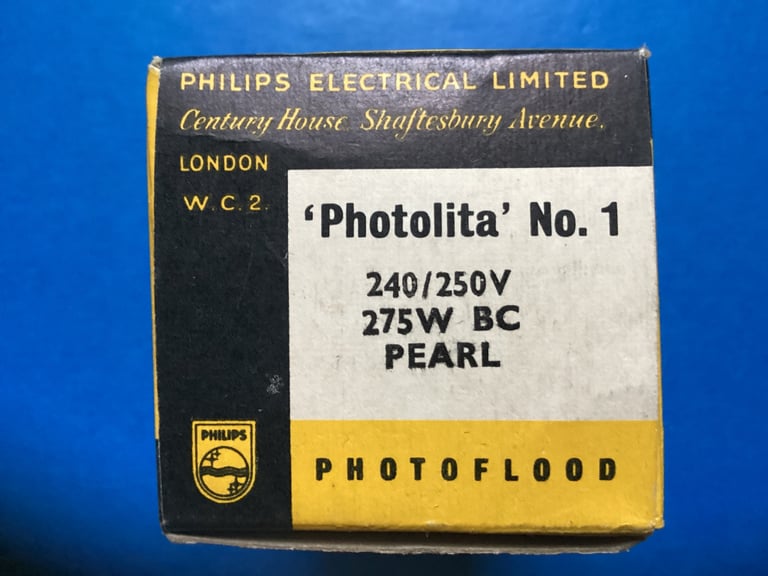 PHILIPS ELECTRICAL LIMITED
Century House Shaftesbury Avenue.
LONDON
W.C.2.
‘Photolita’ No. 1
240/250V
275W BC
PEARL
PHILIPS
PHOTOFLOOD